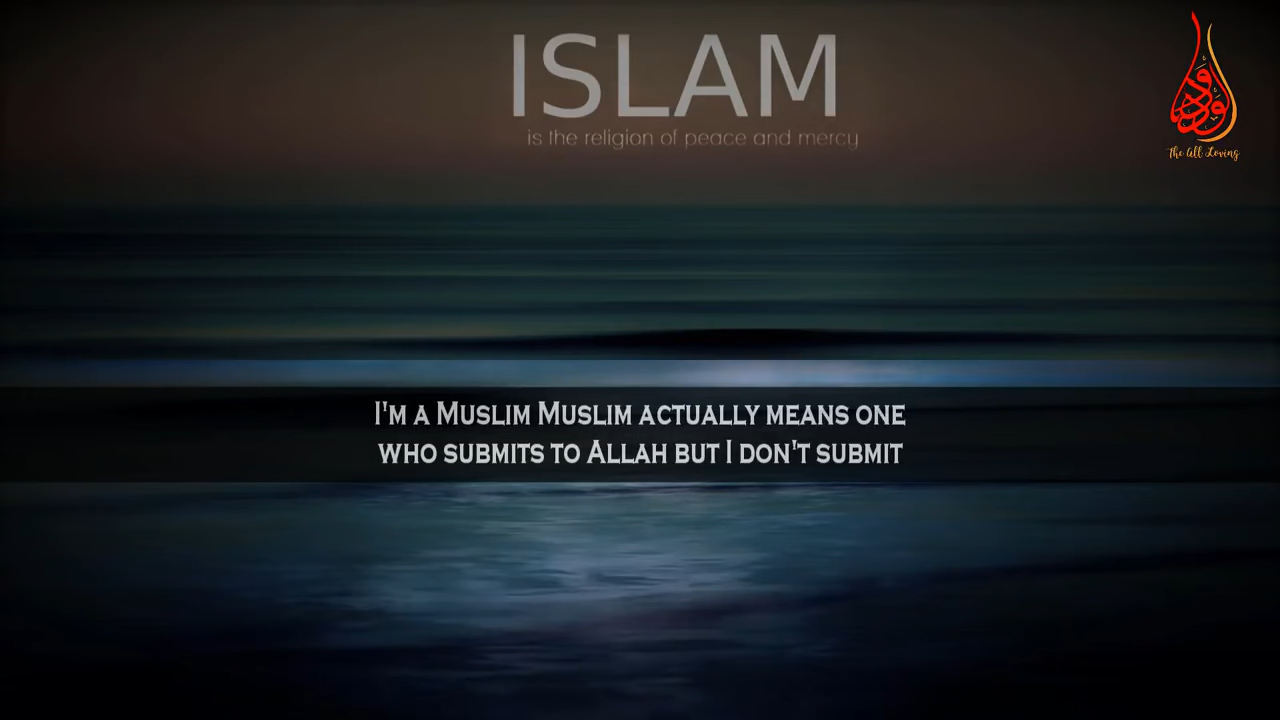 ISLAM
is the religion of peace and mercy
الودود
The All Loving
I'M A MUSLIM MUSLIM ACTUALLY MEANS ONE
WHO SUBMITS TO ALLAH BUT I DON'T SUBMIT